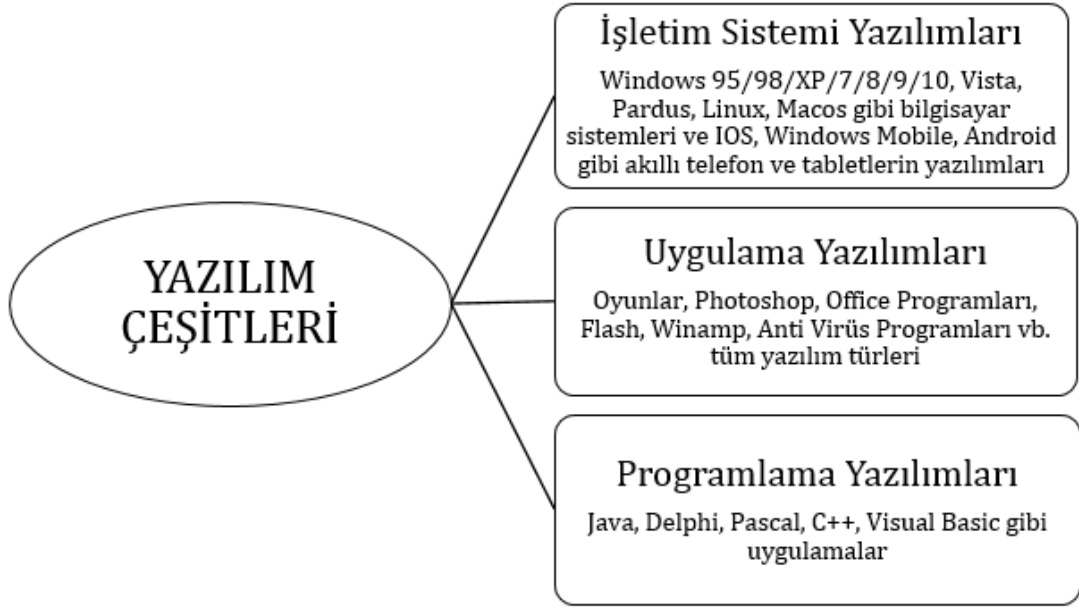 YAZILIM
ÇEŞİTLERİ
İşletim Sistemi Yazılımları
Windows 95/98/XP/7/8/9/10, Vista,
Pardus, Linux, Macos gibi bilgisayar
sistemleri ve IOS, Windows Mobile, Android
gibi akıllı telefon ve tabletlerin yazılımları
Uygulama Yazılımları
Oyunlar, Photoshop, Office Programları,
Flash, Winamp, Anti Virüs Programları vb.
tüm yazılım türleri
Programlama Yazılımları
Java, Delphi, Pascal, C++, Visual Basic gibi
uygulamalar